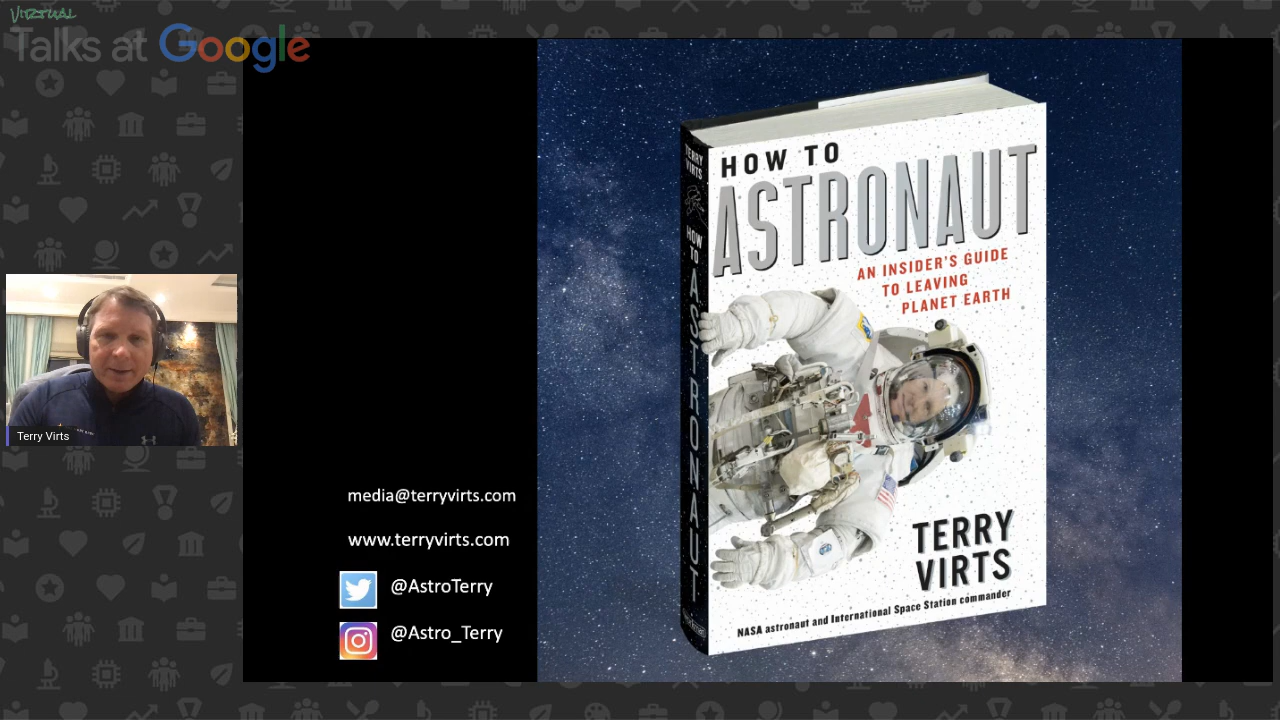 VIRTUAL
Talks at Google
Terry Virts
media@terryvirts.com
www.terryvirts.com
@AstroTerry
@Astro_Terry
TERRY
VIRTS
HOW TO
ASTRONAUT
HOW TO
ASTRONAUT
AN INSIDER'S GUIDE
TO LEAVING
PLANET EARTH
TERRY
VIRTS
NASA astronaut and International Space Station commander